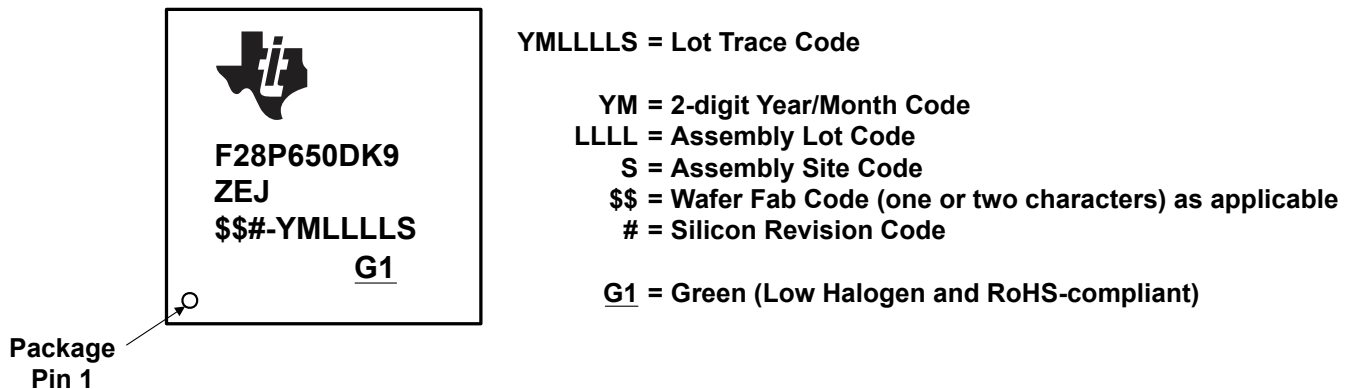 F28P650DK9
ZEJ
$$#-YMLLLLS
G1
Package
Pin 1
YMLLLLS = Lot Trace Code
YM = 2-digit Year/Month Code
LLLL = Assembly Lot Code
S = Assembly Site Code
$$ = Wafer Fab Code (one or two characters) as applicable
# = Silicon Revision Code
G1 = Green (Low Halogen and RoHS-compliant)